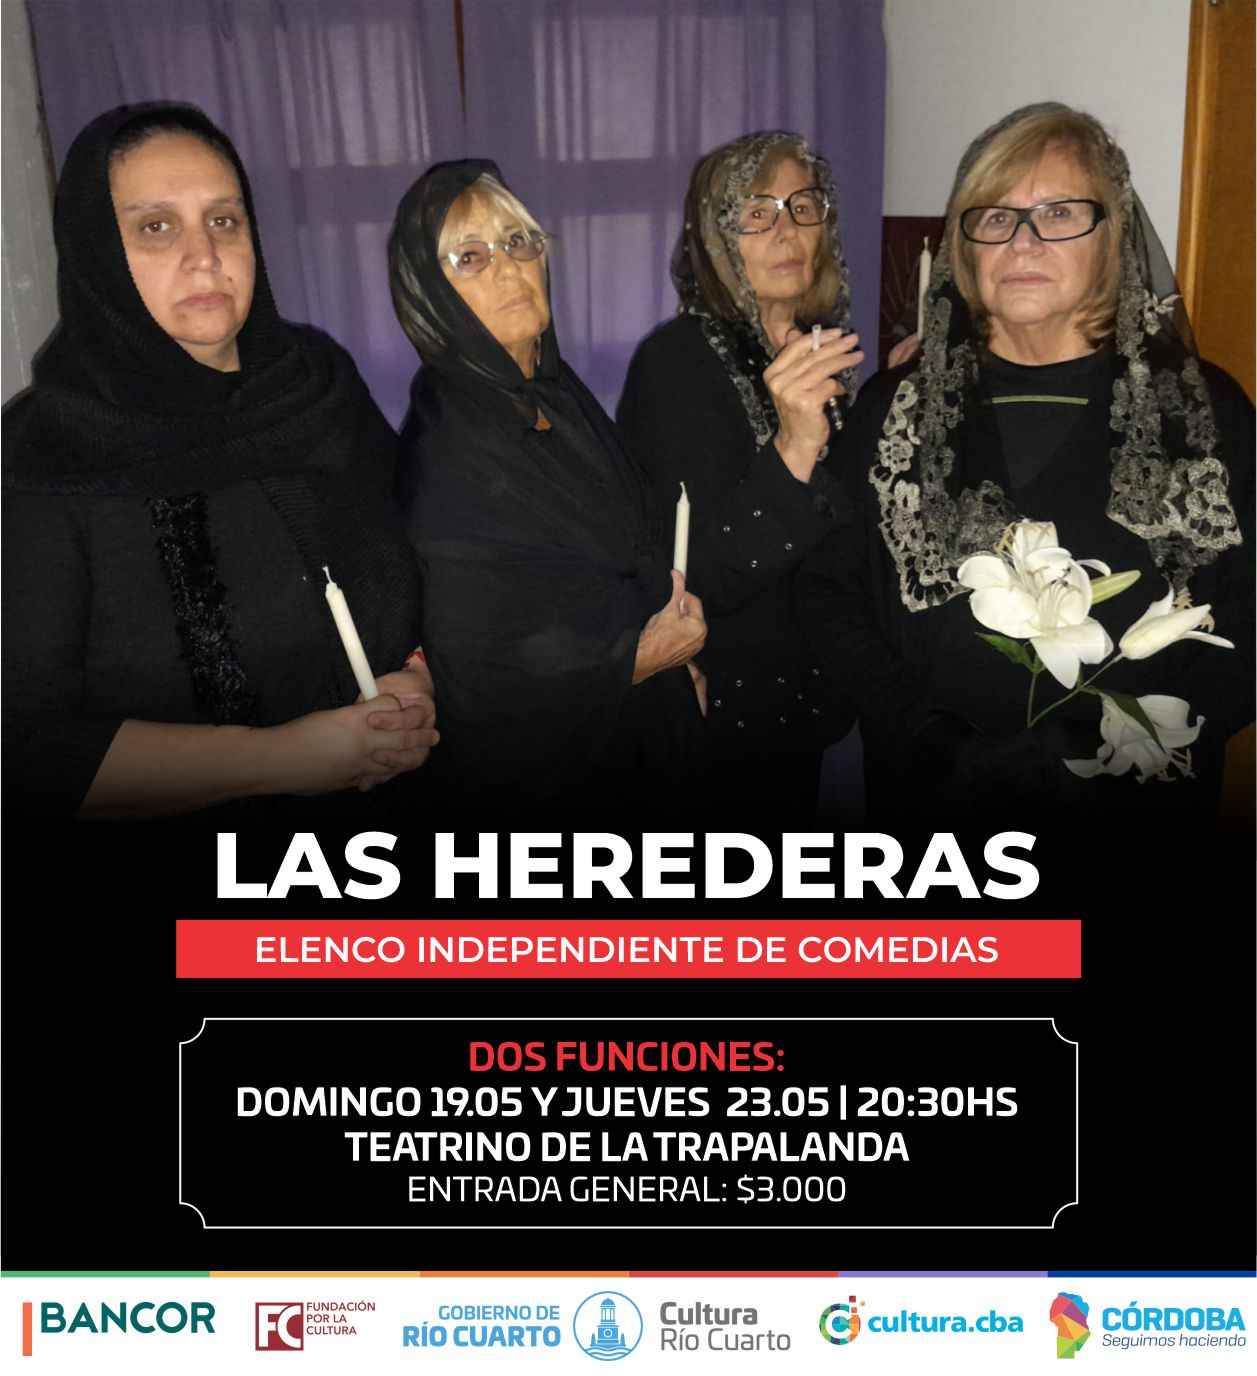 LAS HEREDERAS
ELENCO INDEPENDIENTE DE COMEDIAS
DOS FUNCIONES:
DOMINGO 19.05 Y JUEVES 23.05 | 20:30HS
TEATRINO DE LA TRAPALANDA
ENTRADA GENERAL: $3.000
BANCOR
FC
FUNDACIÓN
POR LA
CULTURA
GOBIERNO DE
RÍO CUARTO
Cultura
Río Cuarto
cultura.cba
CÓRDOBA
Seguimos haciendo